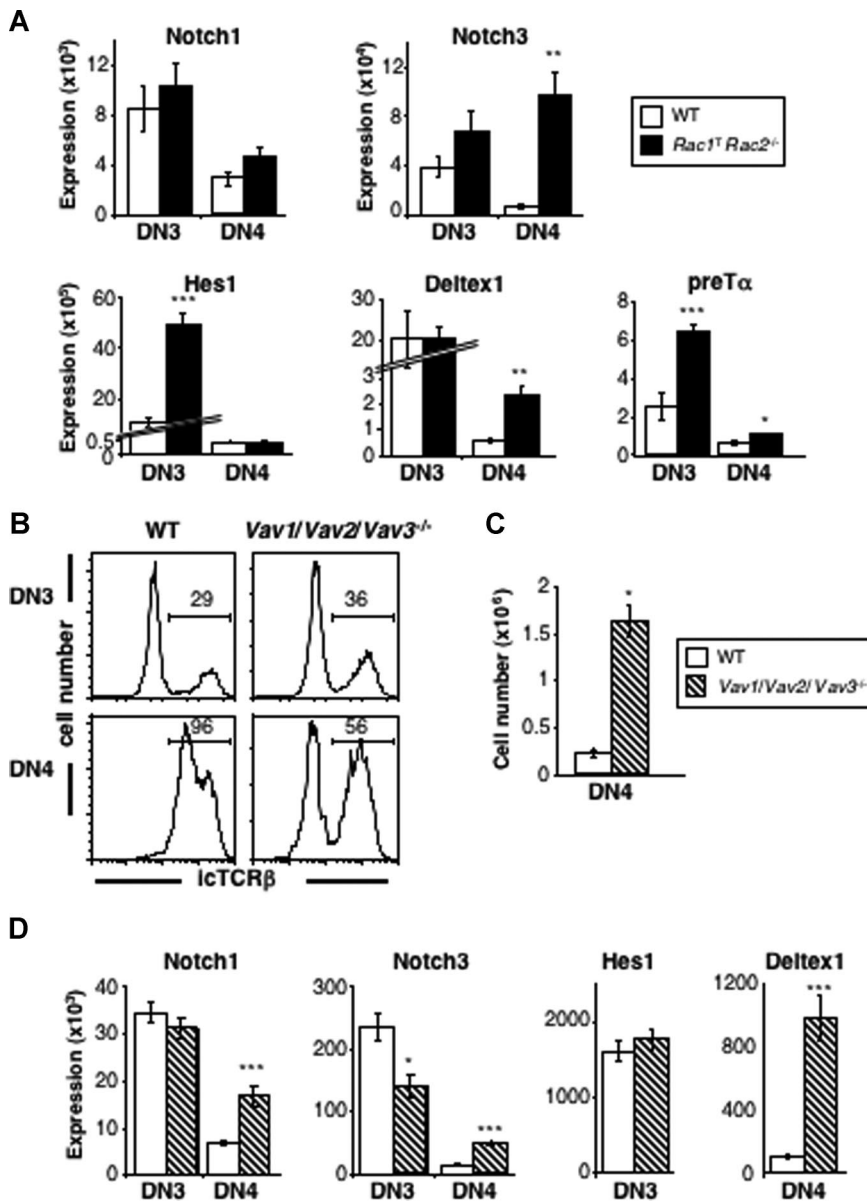 A
Notch1
Notch3
Expression (x10³)
12
8
4
0
DN3
DN4
Expression (x10⁴)
12
8
4
0
**
DN3
DN4
WT
Rac1ᵀ Rac2⁻/⁻
Hes1
Deltex1
preTα
Expression (x10³)
60
40
20
0.5
0
***
DN3
DN4
30
20
3
2
1
0
**
DN3
DN4
8
6
4
2
0
***
*
DN3
DN4
B
WT
Vav1/Vav2/Vav3⁻/⁻
DN3
29
36
cell number
DN4
96
56
icTCRβ
C
Cell number (x10⁻⁶)
2
1.5
1
0.5
0
*
DN4
WT
Vav1/Vav2/Vav3⁻/⁻
D
Notch1
Notch3
Hes1
Deltex1
Expression (x10³)
40
30
20
10
0
***
DN3
DN4
300
200
100
0
*
***
DN3
DN4
2000
1000
0
DN3
1200
800
400
0
***
DN4